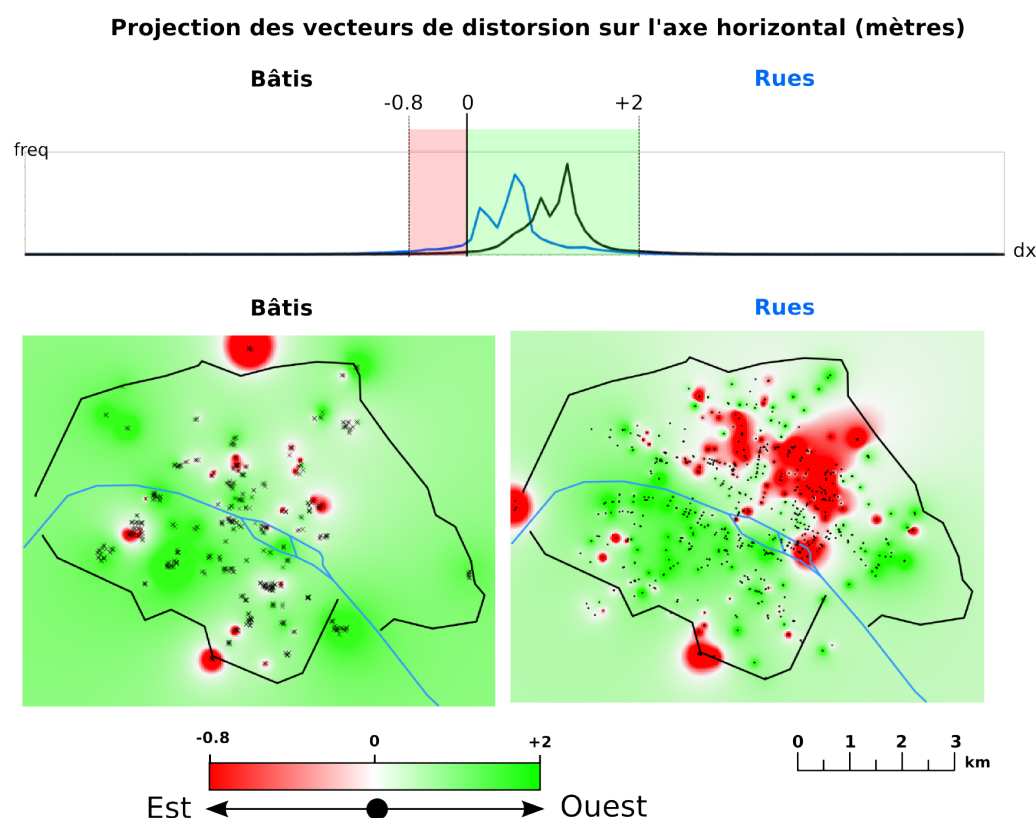 Projection des vecteurs de distorsion sur l'axe horizontal (mètres)
Bâtis Rues
-0.8 0 +2
freq
dx
Bâtis Rues
-0.8 0 +2
0 1 2 3
km
Est Ouest